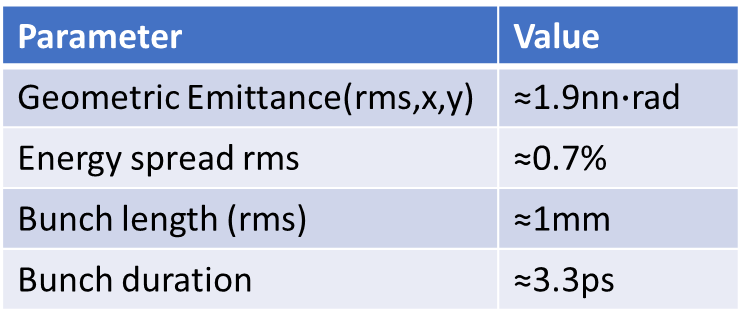 Parameter Value
Geometric Emittance(rms,x,y) ≈1.9nn·rad
Energy spread rms ≈0.7%
Bunch length (rms) ≈1mm
Bunch duration ≈3.3ps